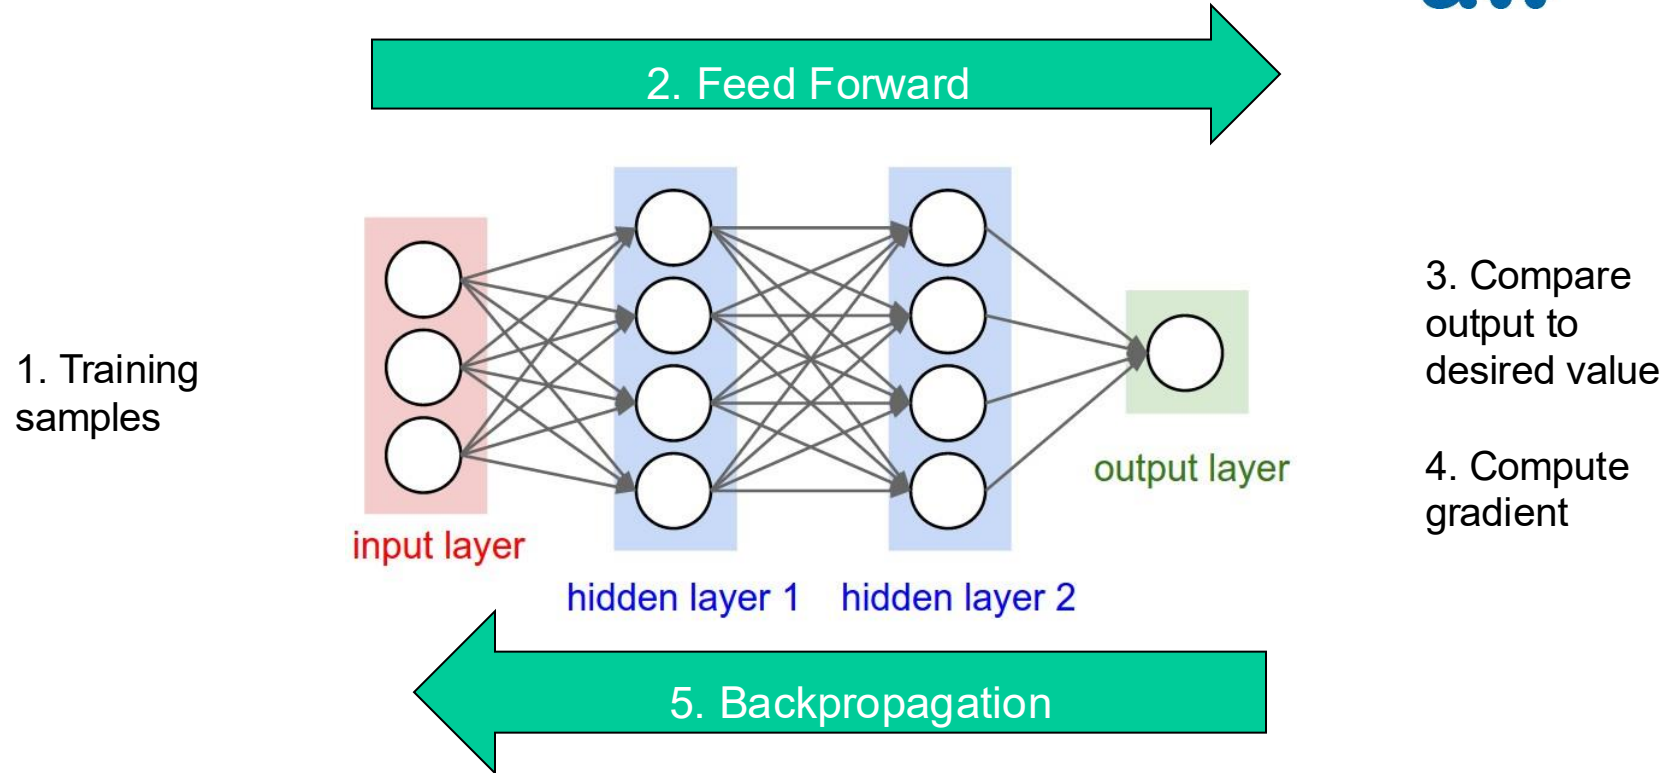 2. Feed Forward
1. Training
samples
input layer
hidden layer 1
hidden layer 2
output layer
3. Compare
output to
desired value
4. Compute
gradient
5. Backpropagation